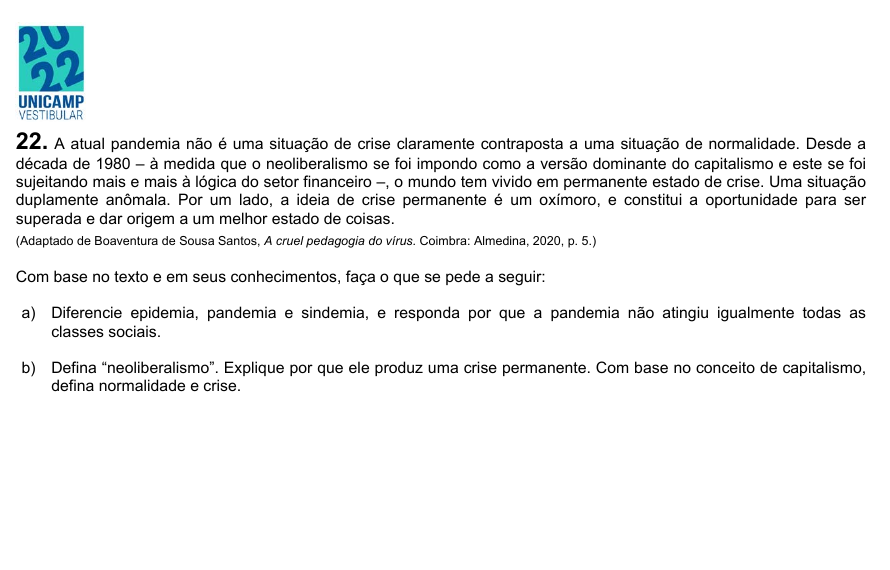 2022
UNICAMP
VESTIBULAR
22. A atual pandemia não é uma situação de crise claramente contraposta a uma situação de normalidade. Desde a
década de 1980 – à medida que o neoliberalismo se foi impondo como a versão dominante do capitalismo e este se foi
sujeitando mais e mais à lógica do setor financeiro –, o mundo tem vivido em permanente estado de crise. Uma situação
duplamente anômala. Por um lado, a ideia de crise permanente é um oxímoro, e constitui a oportunidade para ser
superada e dar origem a um melhor estado de coisas.
(Adaptado de Boaventura de Sousa Santos, A cruel pedagogia do vírus. Coimbra: Almedina, 2020, p. 5.)
Com base no texto e em seus conhecimentos, faça o que se pede a seguir:
a) Diferencie epidemia, pandemia e sindemia, e responda por que a pandemia não atingiu igualmente todas as
classes sociais.
b) Defina “neoliberalismo”. Explique por que ele produz uma crise permanente. Com base no conceito de capitalismo,
defina normalidade e crise.